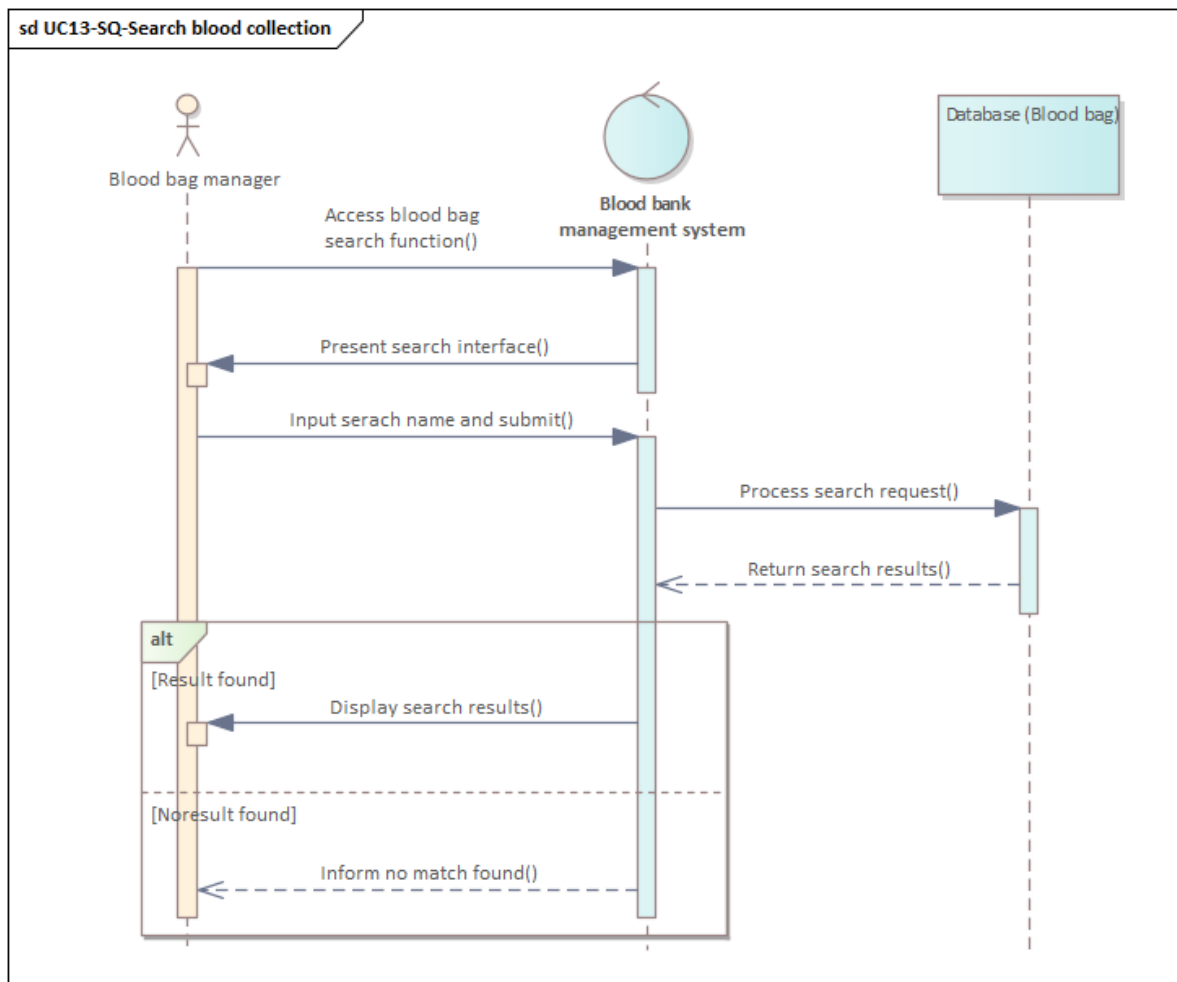 sd UC13-SQ-Search blood collection
Blood bag manager
Blood bank
management system
Database (Blood bag)
Access blood bag
search function()
Present search interface()
Input serach name and submit()
Process search request()
Return search results()
alt
[Result found]
Display search results()
[Noresult found]
Inform no match found()